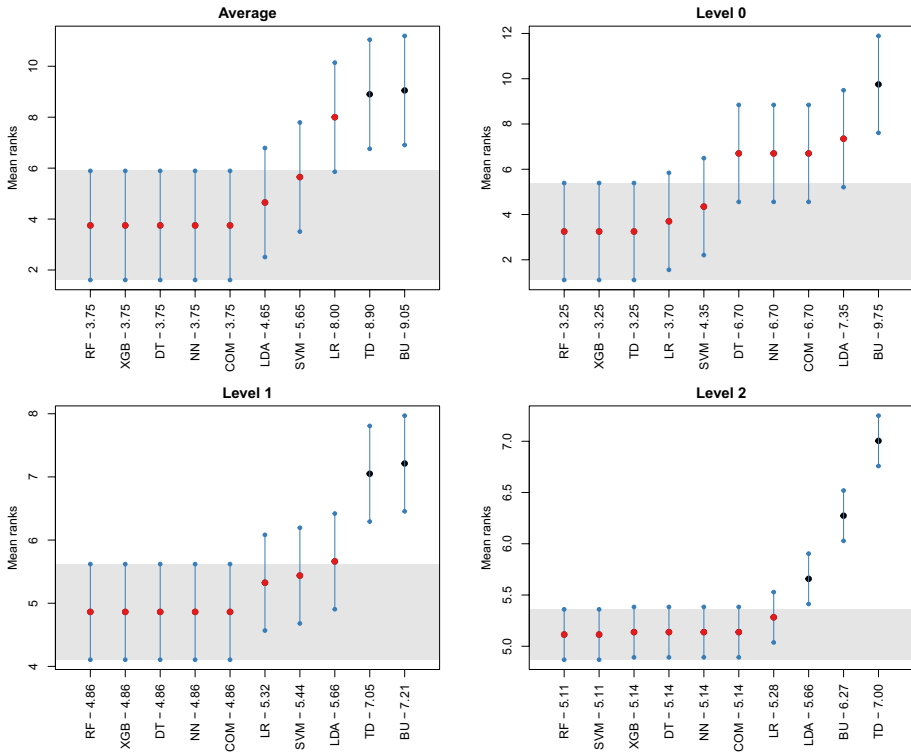 Average
Mean ranks
10
8
6
4
2
RF − 3.75
XGB − 3.75
DT − 3.75
NN − 3.75
COM − 3.75
LDA − 4.65
SVM − 5.65
LR − 8.00
TD − 8.90
BU − 9.05
Level 0
Mean ranks
12
10
8
6
4
2
RF − 3.25
XGB − 3.25
TD − 3.25
LR − 3.70
SVM − 4.35
DT − 6.70
NN − 6.70
COM − 6.70
LDA − 7.35
BU − 9.75
Level 1
Mean ranks
8
7
6
5
4
RF − 4.86
XGB − 4.86
DT − 4.86
NN − 4.86
COM − 4.86
LR − 5.32
SVM − 5.44
LDA − 5.66
TD − 7.05
BU − 7.21
Level 2
Mean ranks
7.0
6.5
6.0
5.5
5.0
RF − 5.11
SVM − 5.11
XGB − 5.14
DT − 5.14
NN − 5.14
COM − 5.14
LR − 5.28
LDA − 5.66
BU − 6.27
TD − 7.00